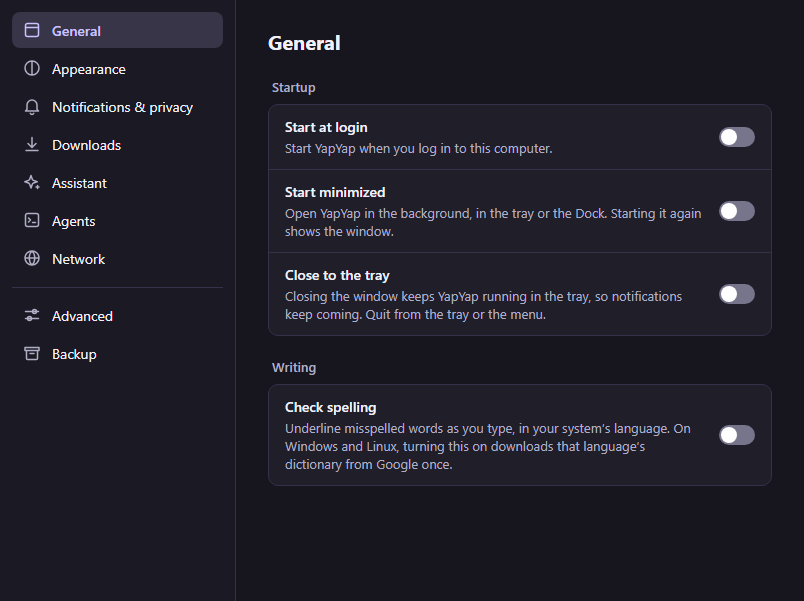 General
Appearance
Notifications & privacy
Downloads
Assistant
Agents
Network
Advanced
Backup
General
Startup
Start at login
Start YapYap when you log in to this computer.
Start minimized
Open YapYap in the background, in the tray or the Dock. Starting it again
shows the window.
Close to the tray
Closing the window keeps YapYap running in the tray, so notifications
keep coming. Quit from the tray or the menu.
Writing
Check spelling
Underline misspelled words as you type, in your system’s language. On
Windows and Linux, turning this on downloads that language’s
dictionary from Google once.